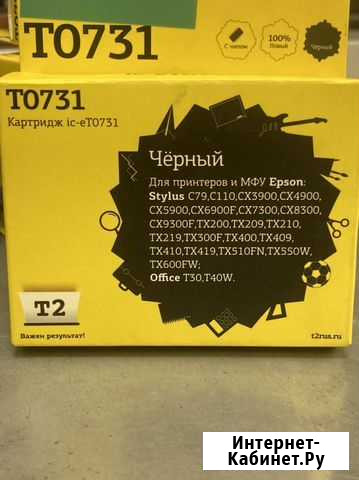 T0731
С чипом
100%
Новый
Чёрный
T0731
Картридж ic-eT0731
Чёрный
Для принтеров и МФУ Epson:
Stylus C79,C110,CX3900,CX4900,
CX5900,CX6900F,CX7300,CX8300,
CX9300F,TX200,TX209,TX210,
TX219,TX300F,TX400,TX409,
TX410,TX419,TX510FN,TX550W,
TX600FW;
Office T30,T40W.
T2
Важен результат!
t2rus.ru
Интернет-
Кабинет.Ру